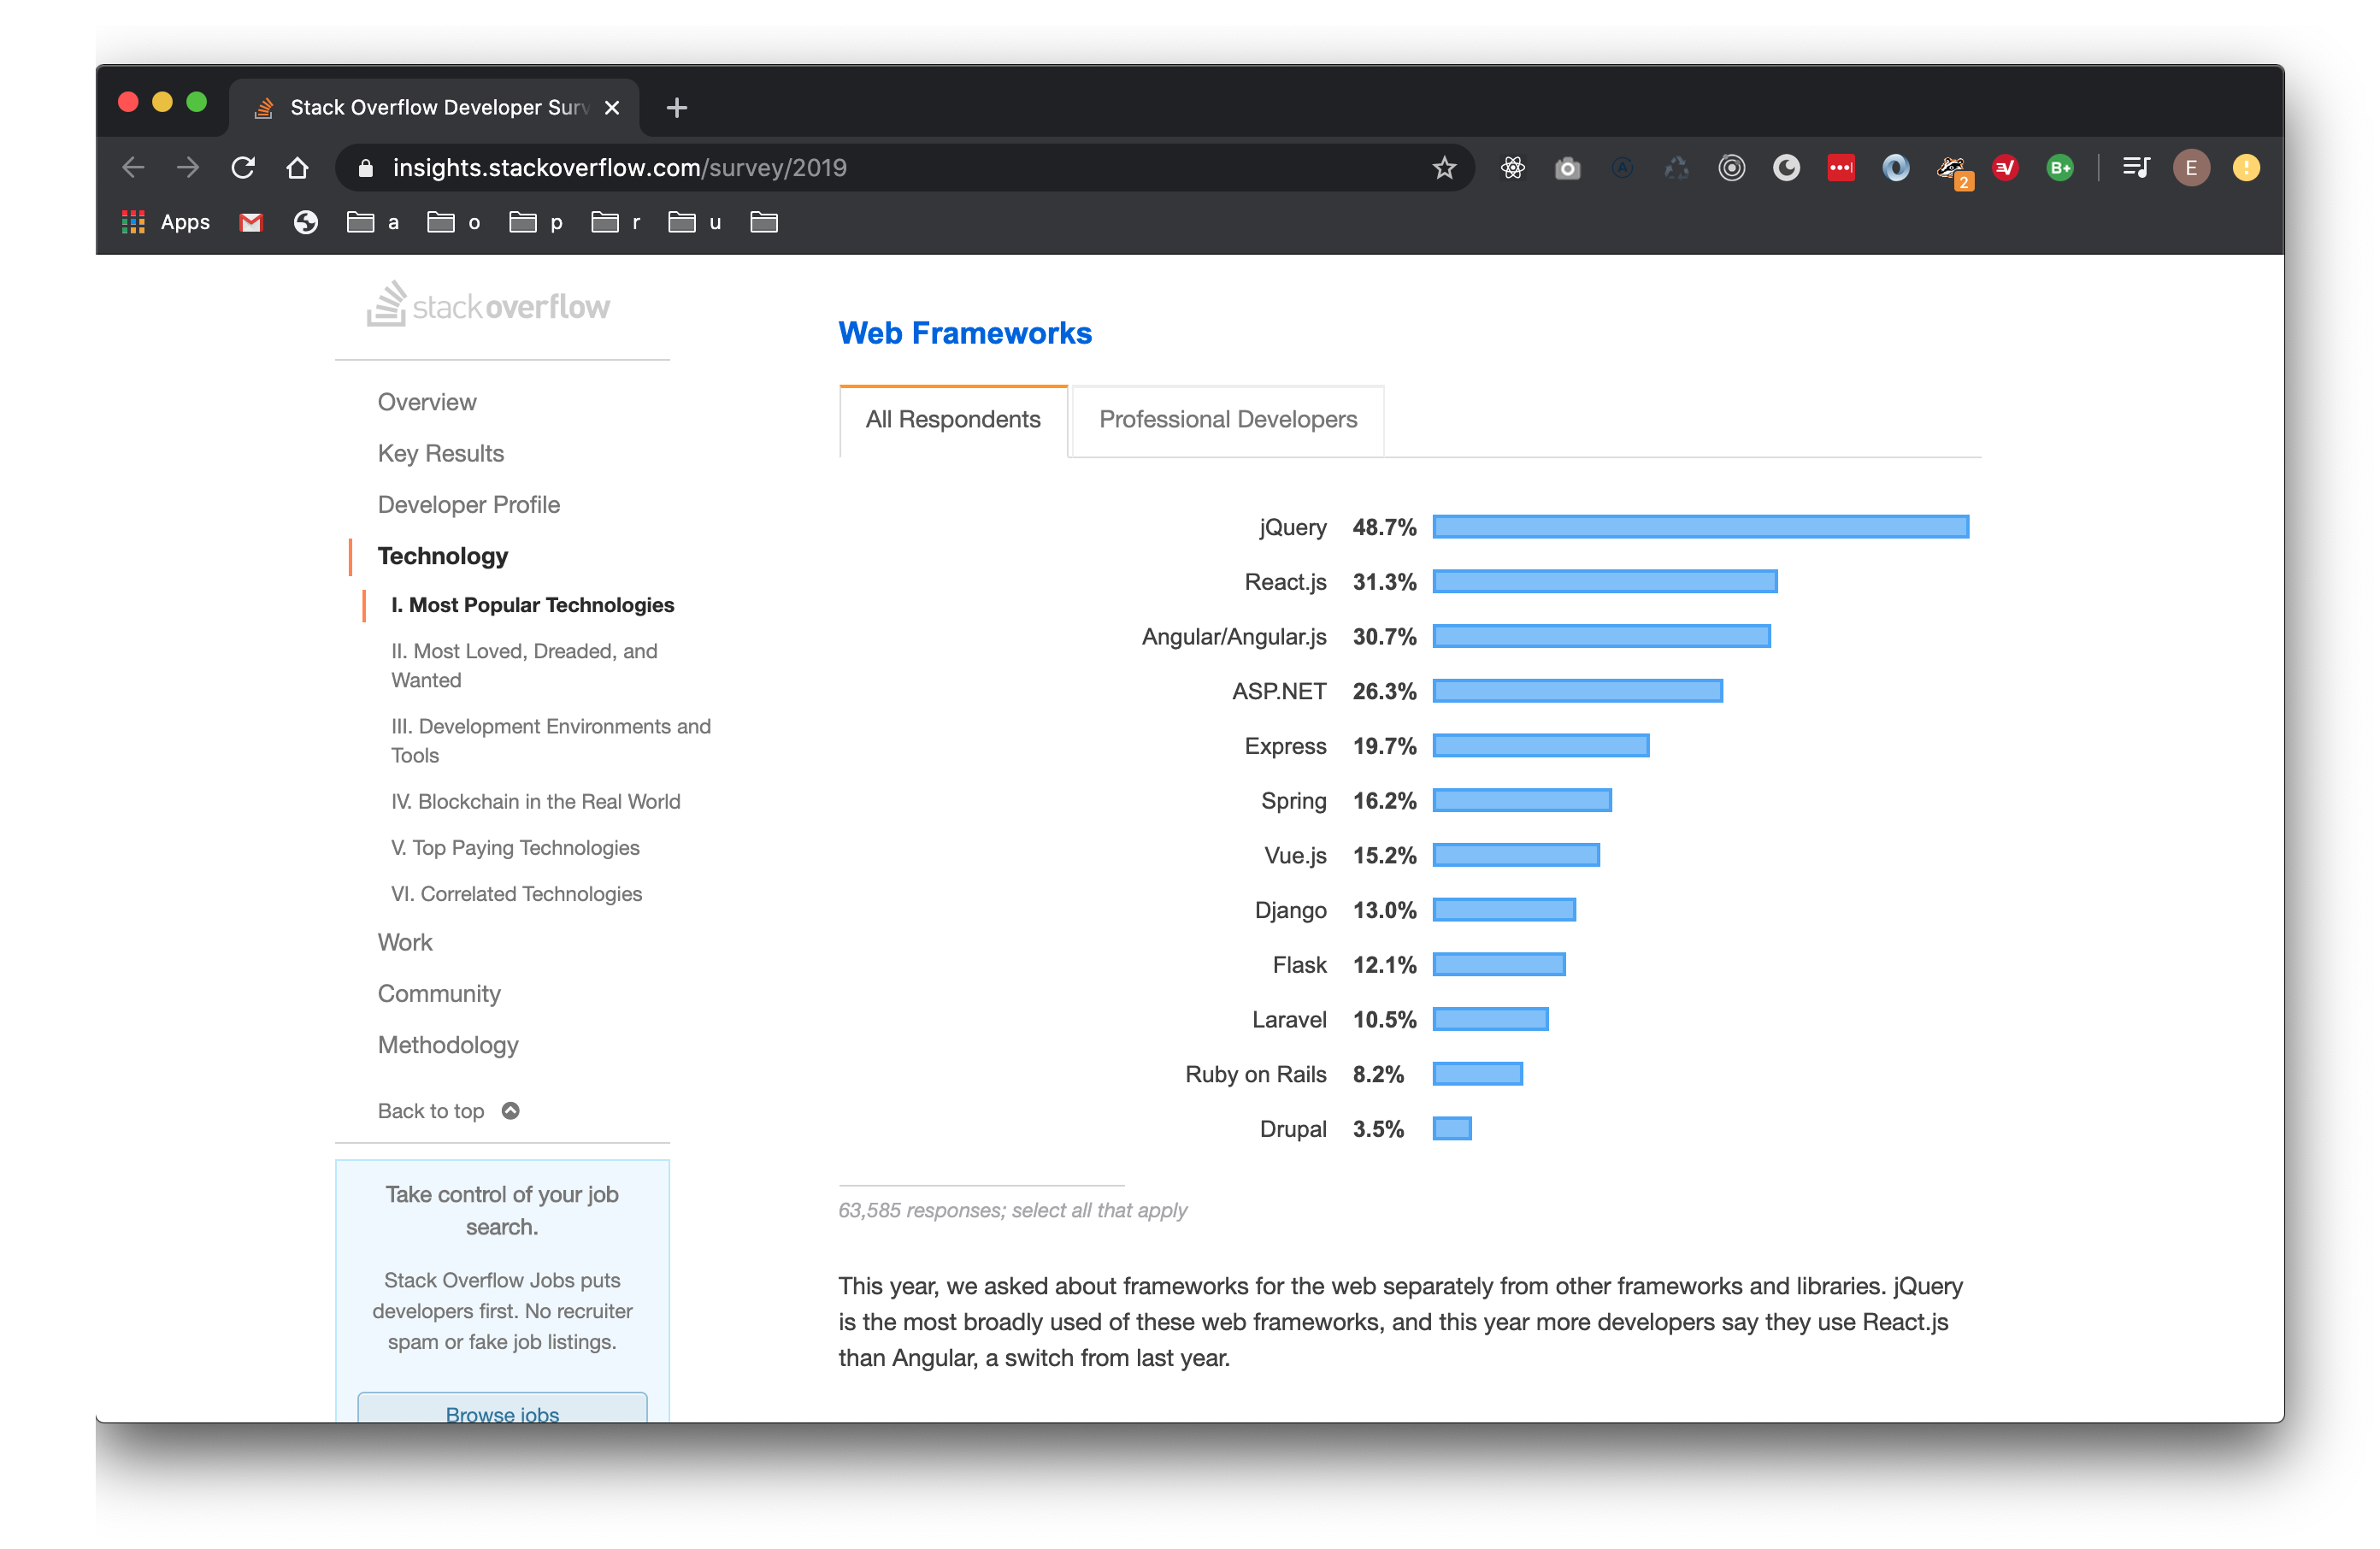 Stack Overflow Developer Surv
insights.stackoverflow.com/survey/2019
2
B+
E
Apps
a
o
p
r
u
stackoverflow
Overview
Key Results
Developer Profile
Technology
I. Most Popular Technologies
II. Most Loved, Dreaded, and
Wanted
III. Development Environments and
Tools
IV. Blockchain in the Real World
V. Top Paying Technologies
VI. Correlated Technologies
Work
Community
Methodology
Back to top
Take control of your job
search.
Stack Overflow Jobs puts
developers first. No recruiter
spam or fake job listings.
Browse jobs
Web Frameworks
All Respondents Professional Developers
jQuery 48.7%
React.js 31.3%
Angular/Angular.js 30.7%
ASP.NET 26.3%
Express 19.7%
Spring 16.2%
Vue.js 15.2%
Django 13.0%
Flask 12.1%
Laravel 10.5%
Ruby on Rails 8.2%
Drupal 3.5%
63,585 responses; select all that apply
This year, we asked about frameworks for the web separately from other frameworks and libraries. jQuery
is the most broadly used of these web frameworks, and this year more developers say they use React.js
than Angular, a switch from last year.